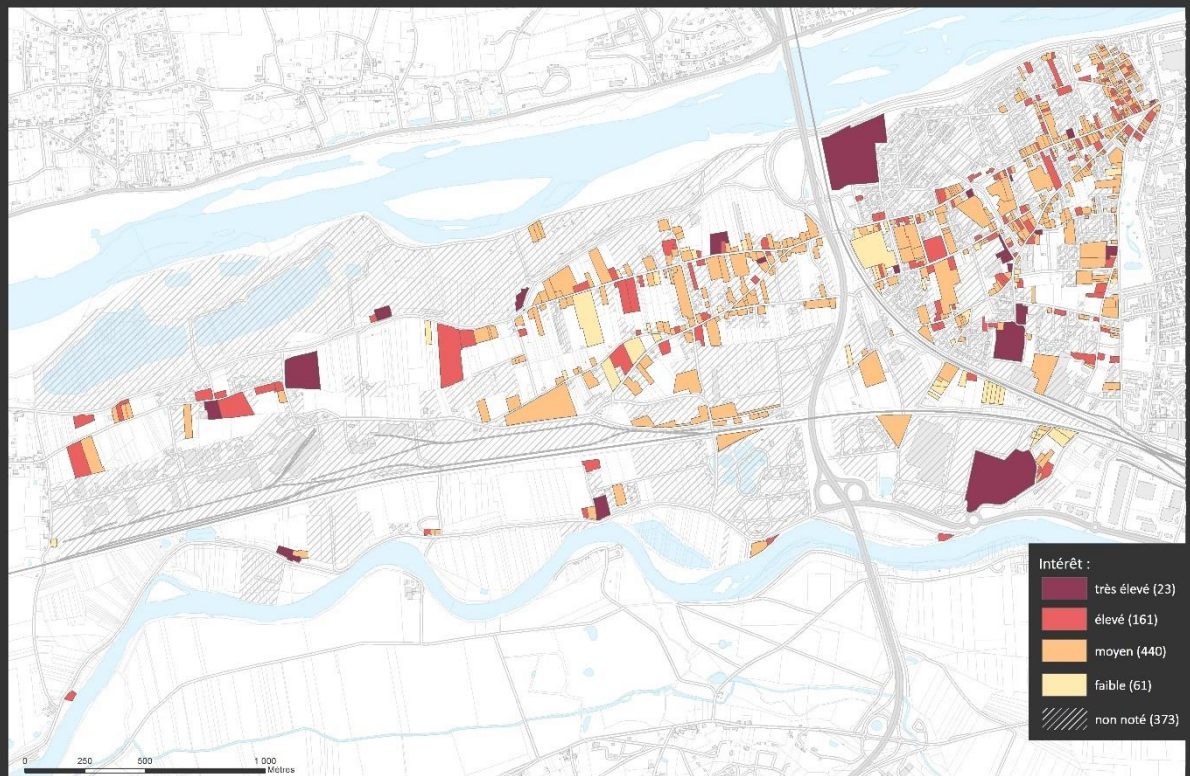 Intérêt :
très élevé (23)
élevé (161)
moyen (440)
faible (61)
non noté (373)
0 250 500 1 000
Mètres